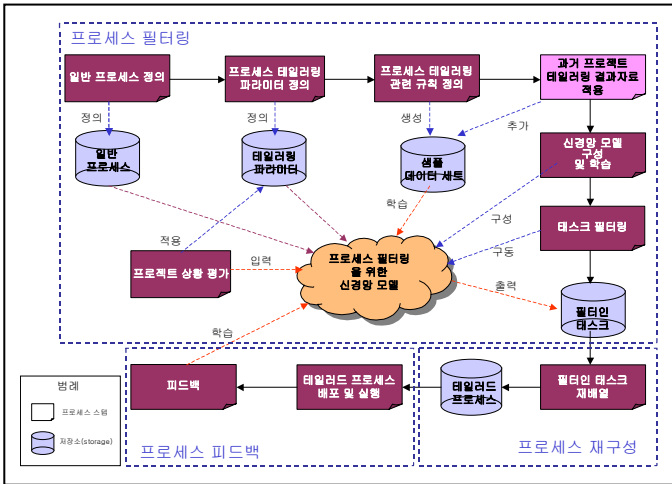 프로세스 필터링
일반 프로세스 정의
프로세스 테일러링
파라미터 정의
프로세스 테일러링
관련 규칙 정의
과거 프로젝트
테일러링 결과자료
적용
정의
정의
생성
추가
일반
프로세스
테일러링
파라미터
샘플
데이터 세트
신경망 모델
구성
및 학습
학습
구성
태스크 필터링
적용
입력
구동
프로젝트 상황 평가
프로세스 필터링
을 위한
신경망 모델
출력
필터인
태스크
학습
피드백
테일러드 프로세스
배포 및 실행
테일러드
프로세스
필터인 태스크
재배열
프로세스 피드백
프로세스 재구성
범례
프로세스 스텝
저장소(storage)